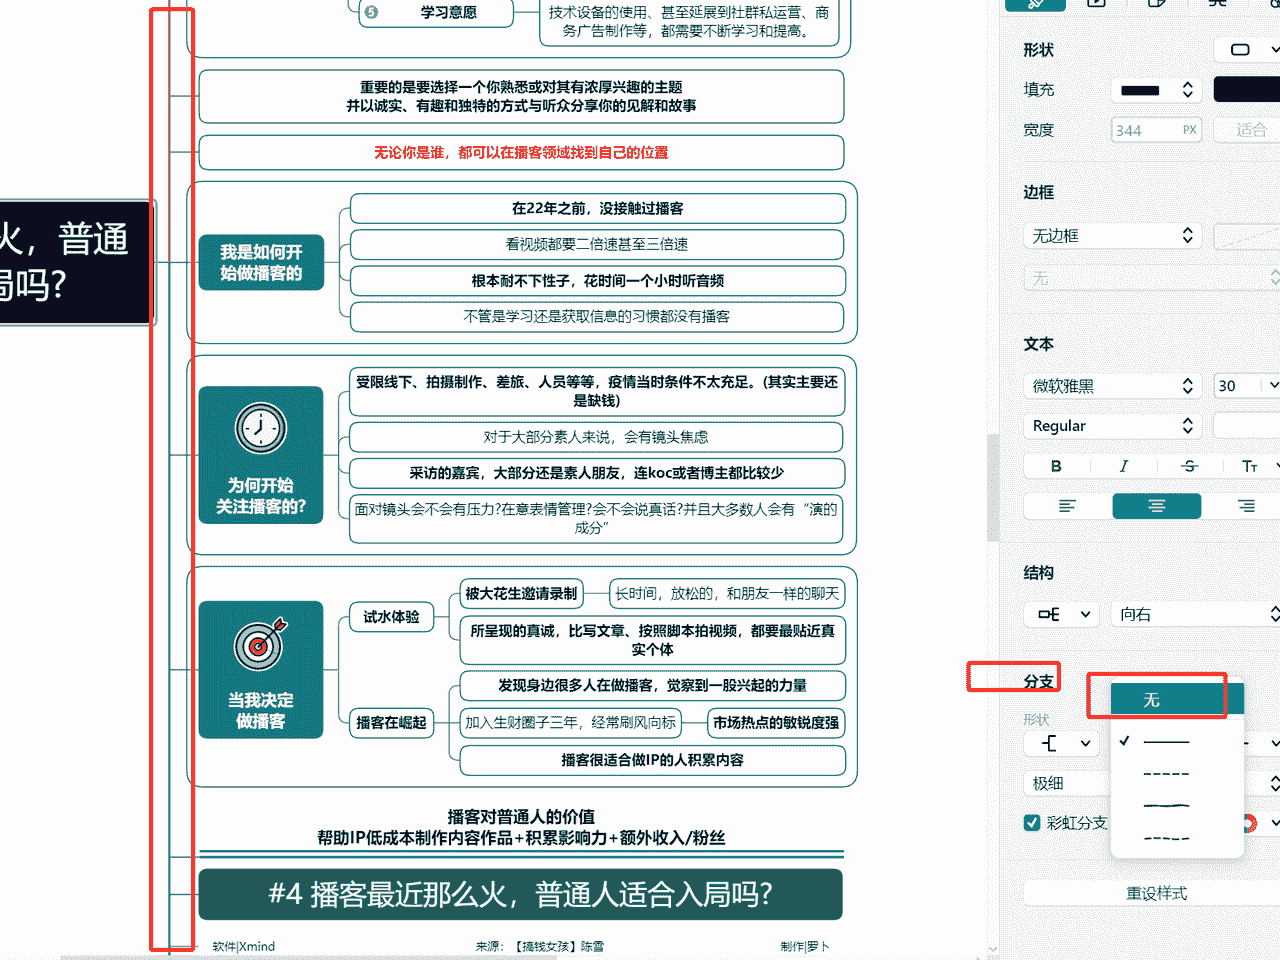 ⑤ 学习意愿
技术设备的使用、甚至延展到社群私运营、商
务广告制作等，都需要不断学习和提高。
重要的是要选择一个你熟悉或对其有浓厚兴趣的主题
并以诚实、有趣和独特的方式与听众分享你的见解和故事
无论你是谁，都可以在播客领域找到自己的位置
火，普通
局吗?
我是如何开
始做播客的
在22年之前，没接触过播客
看视频都要二倍速甚至三倍速
根本耐不下性子，花时间一个小时听音频
不管是学习还是获取信息的习惯都没有播客
为何开始
关注播客的?
受限线下、拍摄制作、差旅、人员等等，疫情当时条件不太充足。(其实主要还
是缺钱)
对于大部分素人来说，会有镜头焦虑
采访的嘉宾，大部分还是素人朋友，连koc或者博主都比较少
面对镜头会不会有压力?在意表情管理?会不会说真话?并且大多数人会有“演的
成分”
当我决定
做播客
试水体验
被大花生邀请录制
长时间，放松的，和朋友一样的聊天
所呈现的真诚，比写文章、按照脚本拍视频，都要最贴近真
实个体
播客在崛起
发现身边很多人在做播客，觉察到一股兴起的力量
加入生财圈子三年，经常刷风向标
市场热点的敏锐度强
播客很适合做IP的人积累内容
播客对普通人的价值
帮助IP低成本制作内容作品+积累影响力+额外收入/粉丝
#4 播客最近那么火，普通人适合入局吗?
软件|Xmind
来源：【搞钱女孩】陈雪
制作|萝卜
形状
填充
宽度
344 PX
适合
边框
无边框
无
文本
微软雅黑
30
Regular
B I S Tт
结构
向右
分支
无
形状
极细
彩虹分支
重设样式